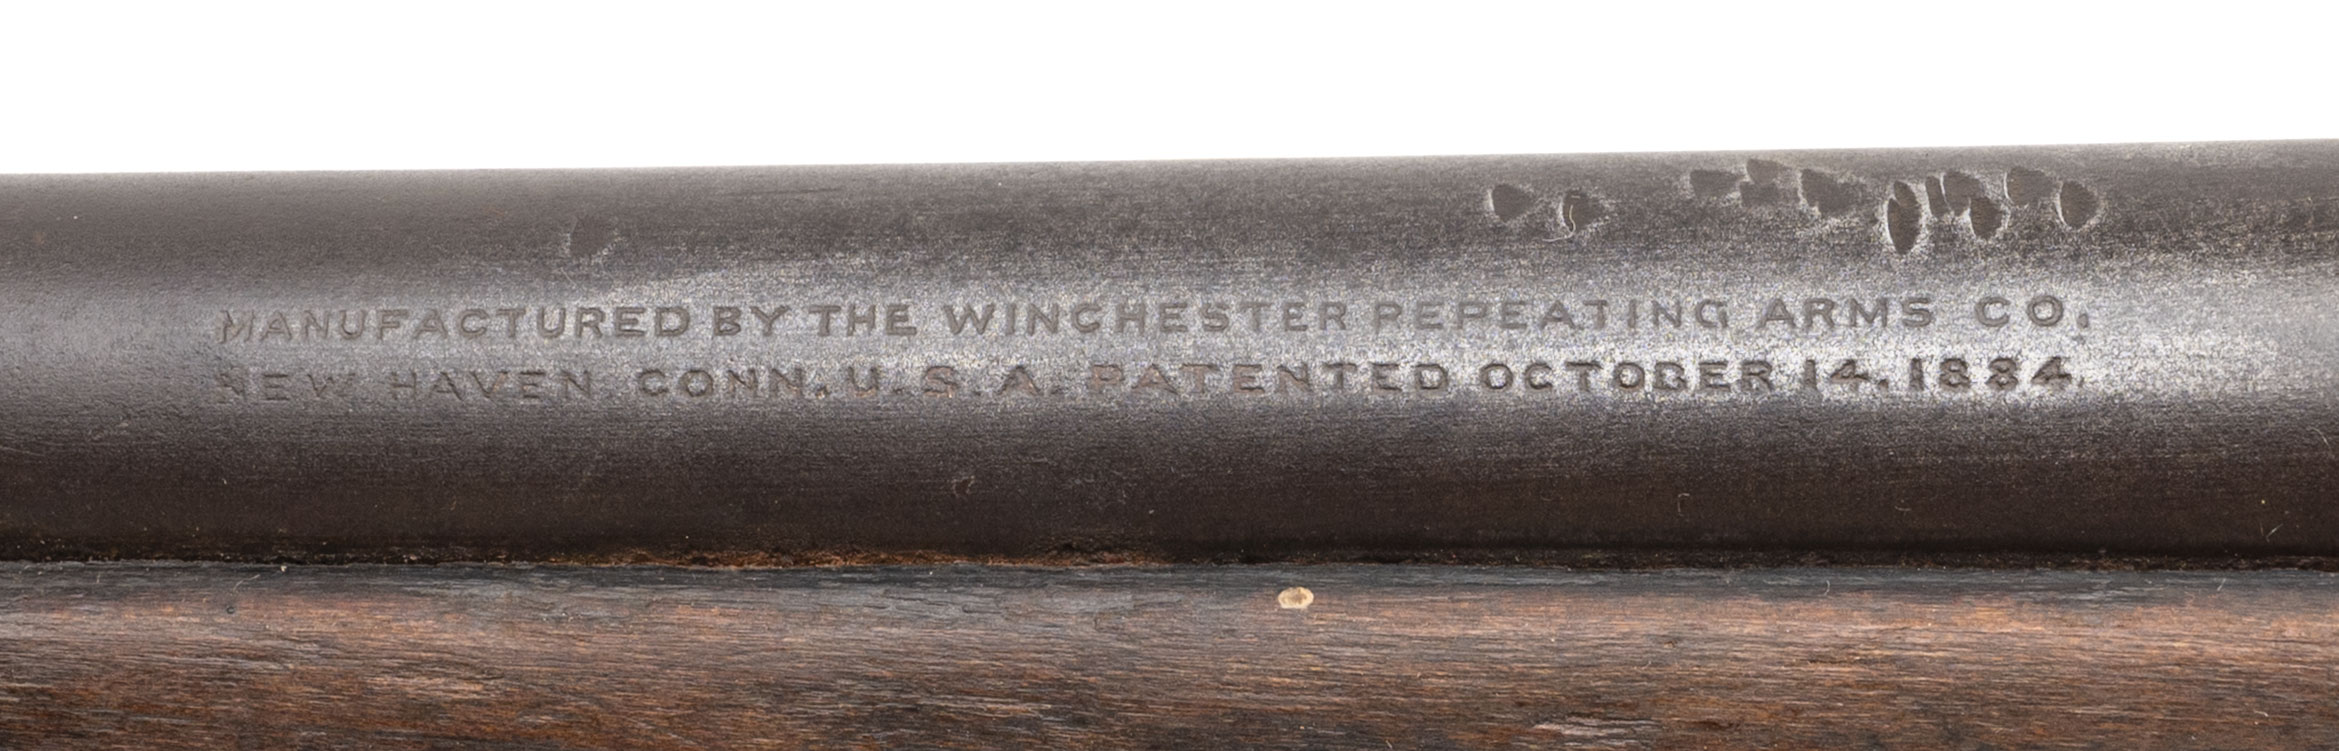 MANUFACTURED BY THE WINCHESTER REPEATING ARMS CO.
NEW HAVEN CONN. U.S.A. PATENTED OCTOBER 14.1884.